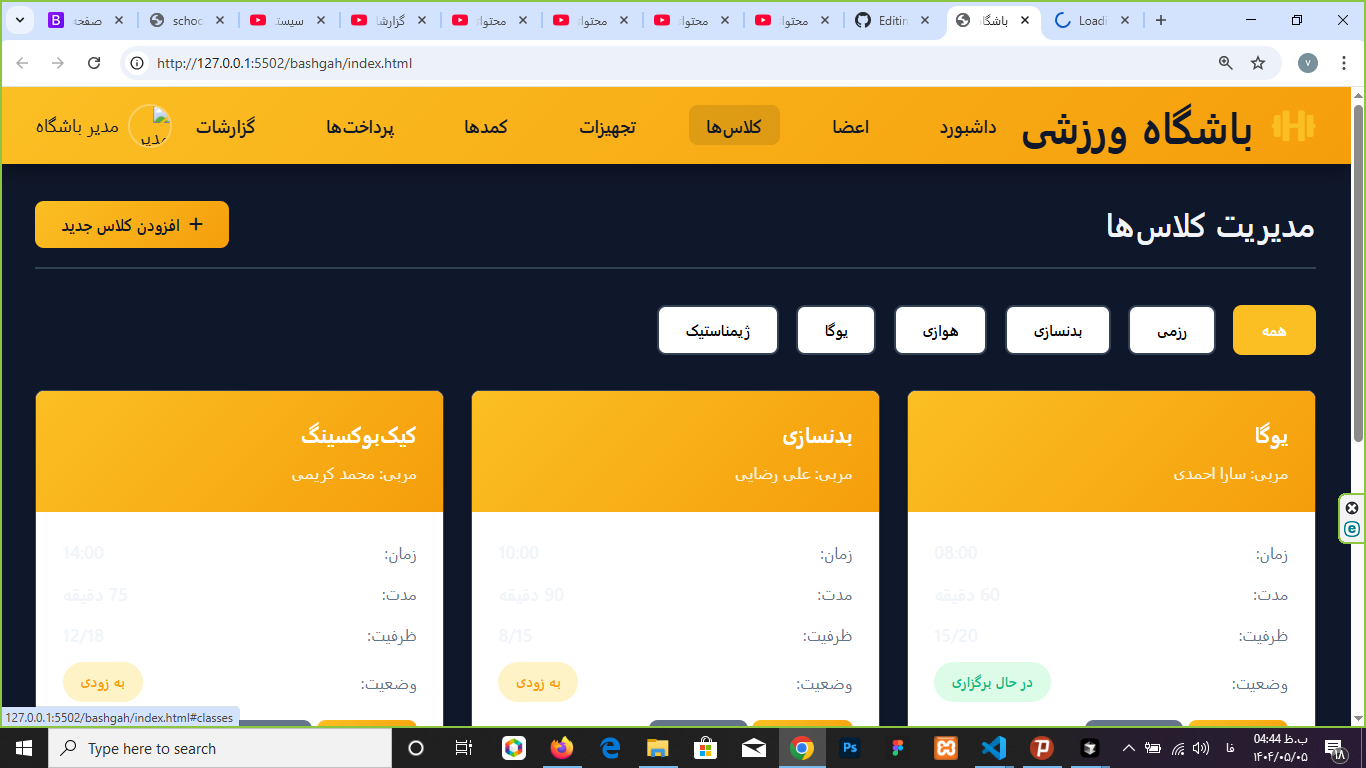 صفحه
schoo
سیست
گزارشا
محتوا
محتوا
محتوا
محتوا
Editin
باشگا
Loadi
http://127.0.0.1:5502/bashgah/index.html
v
باشگاه ورزشی
داشبورد
اعضا
کلاس‌ها
تجهیزات
کمدها
پرداخت‌ها
گزارشات
مدیر
مدیر باشگاه
مدیریت کلاس‌ها
+ افزودن کلاس جدید
همه
رزمی
بدنسازی
هوازی
یوگا
ژیمناستیک
یوگا
مربی: سارا احمدی
زمان: 08:00
مدت: 60 دقیقه
ظرفیت: 15/20
وضعیت: در حال برگزاری
بدنسازی
مربی: علی رضایی
زمان: 10:00
مدت: 90 دقیقه
ظرفیت: 8/15
وضعیت: به زودی
کیک‌بوکسینگ
مربی: محمد کریمی
زمان: 14:00
مدت: 75 دقیقه
ظرفیت: 12/18
وضعیت: به زودی
127.0.0.1:5502/bashgah/index.html#classes
Type here to search
Ps
فا
04:44 ب.ظ
۱۴۰۴/۰۵/۰۵
۱۸